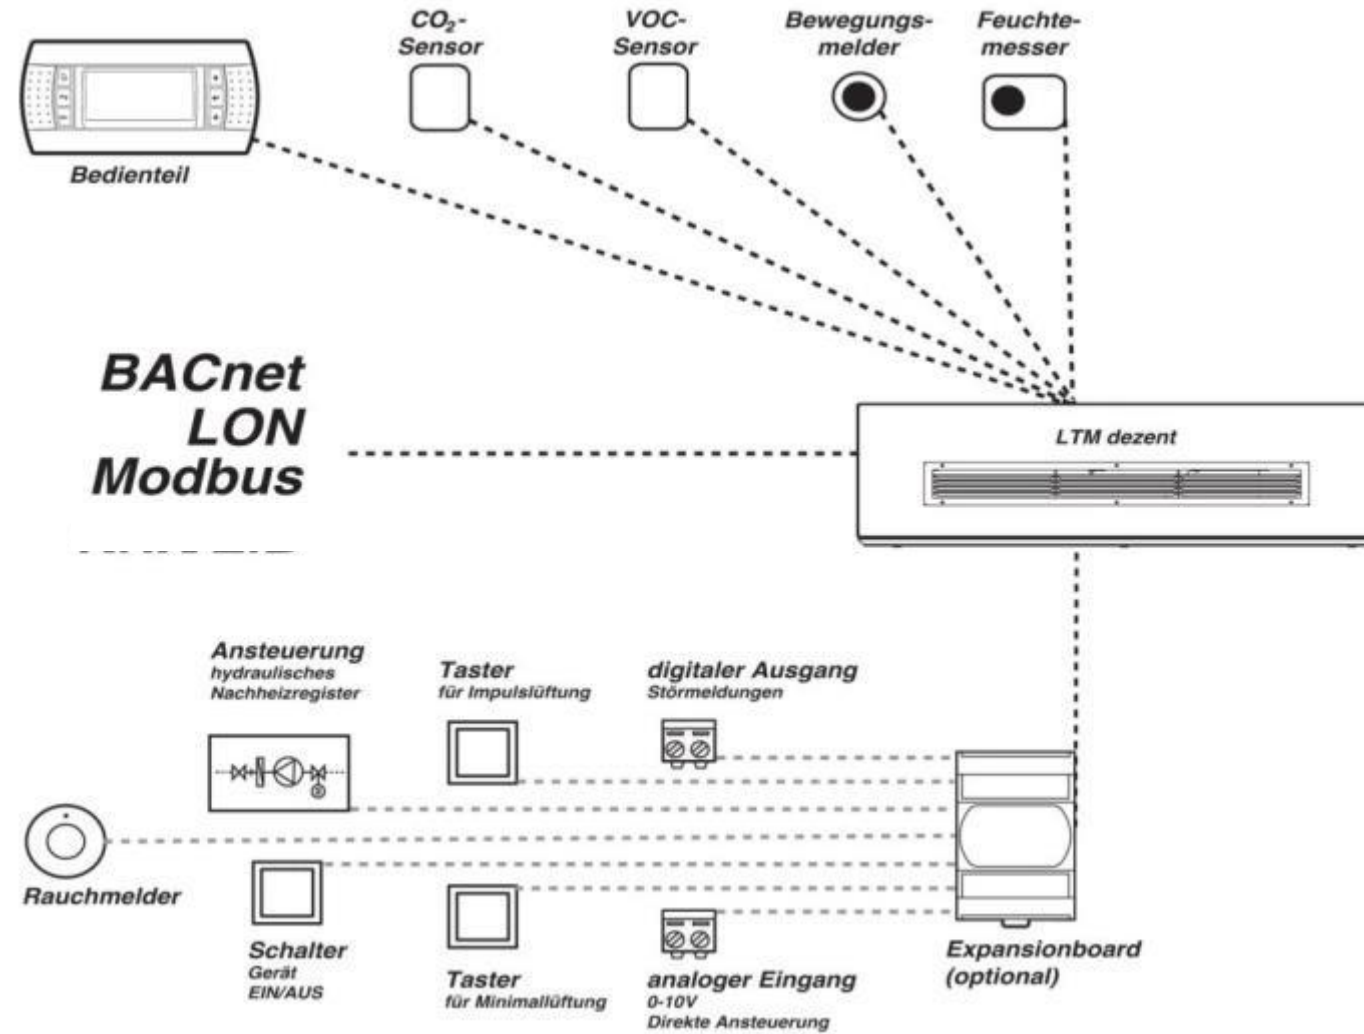 CO₂-
Sensor
VOC-
Sensor
Bewegungs-
melder
Feuchte-
messer
Bedienteil
BACnet
LON
Modbus
LTM dezent
Ansteuerung
hydraulisches
Nachheizregister
Taster
für Impulslüftung
digitaler Ausgang
Störmeldungen
Rauchmelder
Schalter
Gerät
EIN/AUS
Taster
für Minimallüftung
analoger Eingang
0-10V
Direkte Ansteuerung
Expansionboard
(optional)